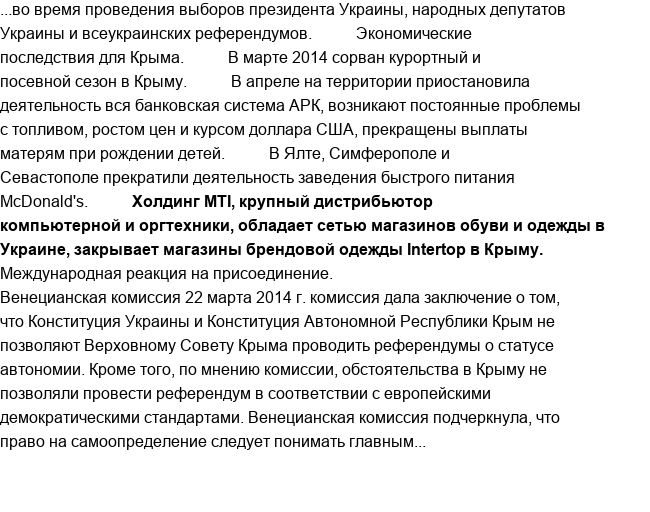 ...во время проведения выборов президента Украины, народных депутатов
Украины и всеукраинских референдумов. Экономические
последствия для Крыма. В марте 2014 сорван курортный и
посевной сезон в Крыму. В апреле на территории приостановила
деятельность вся банковская система АРК, возникают постоянные проблемы
с топливом, ростом цен и курсом доллара США, прекращены выплаты
матерям при рождении детей. В Ялте, Симферополе и
Севастополе прекратили деятельность заведения быстрого питания
McDonald's. Холдинг MTI, крупный дистрибьютор
компьютерной и оргтехники, обладает сетью магазинов обуви и одежды в
Украине, закрывает магазины брендовой одежды Intertop в Крыму.
Международная реакция на присоединение.
Венецианская комиссия 22 марта 2014 г. комиссия дала заключение о том,
что Конституция Украины и Конституция Автономной Республики Крым не
позволяют Верховному Совету Крыма проводить референдумы о статусе
автономии. Кроме того, по мнению комиссии, обстоятельства в Крыму не
позволяли провести референдум в соответствии с европейскими
демократическими стандартами. Венецианская комиссия подчеркнула, что
право на самоопределение следует понимать главным...